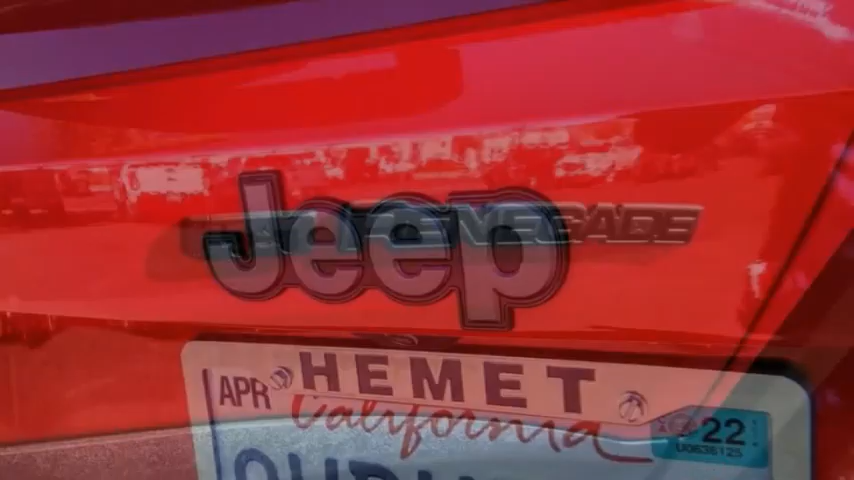 Jeep
RENEGADE
HEMET
APR
California
22
U0636125